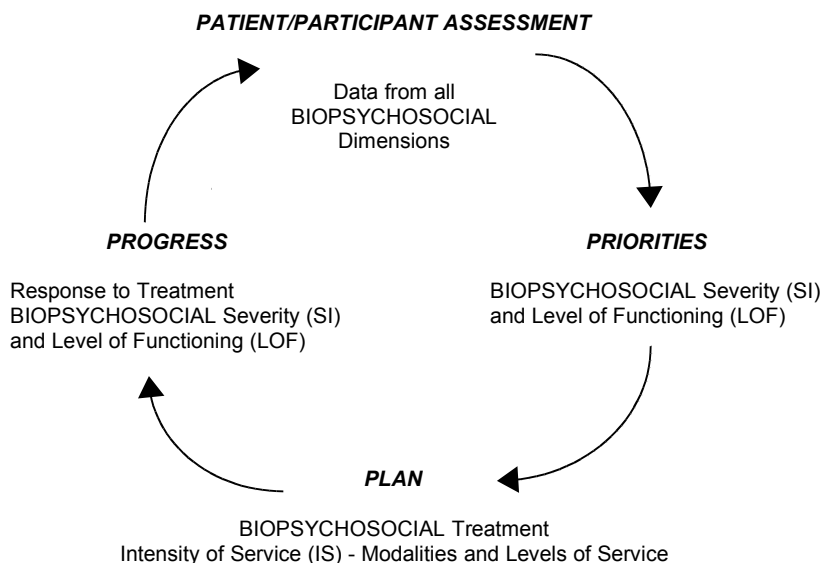 PATIENT/PARTICIPANT ASSESSMENT
Data from all
BIOPSYCHOSOCIAL
Dimensions
PROGRESS
Response to Treatment
BIOPSYCHOSOCIAL Severity (SI)
and Level of Functioning (LOF)
PRIORITIES
BIOPSYCHOSOCIAL Severity (SI)
and Level of Functioning (LOF)
PLAN
BIOPSYCHOSOCIAL Treatment
Intensity of Service (IS) - Modalities and Levels of Service